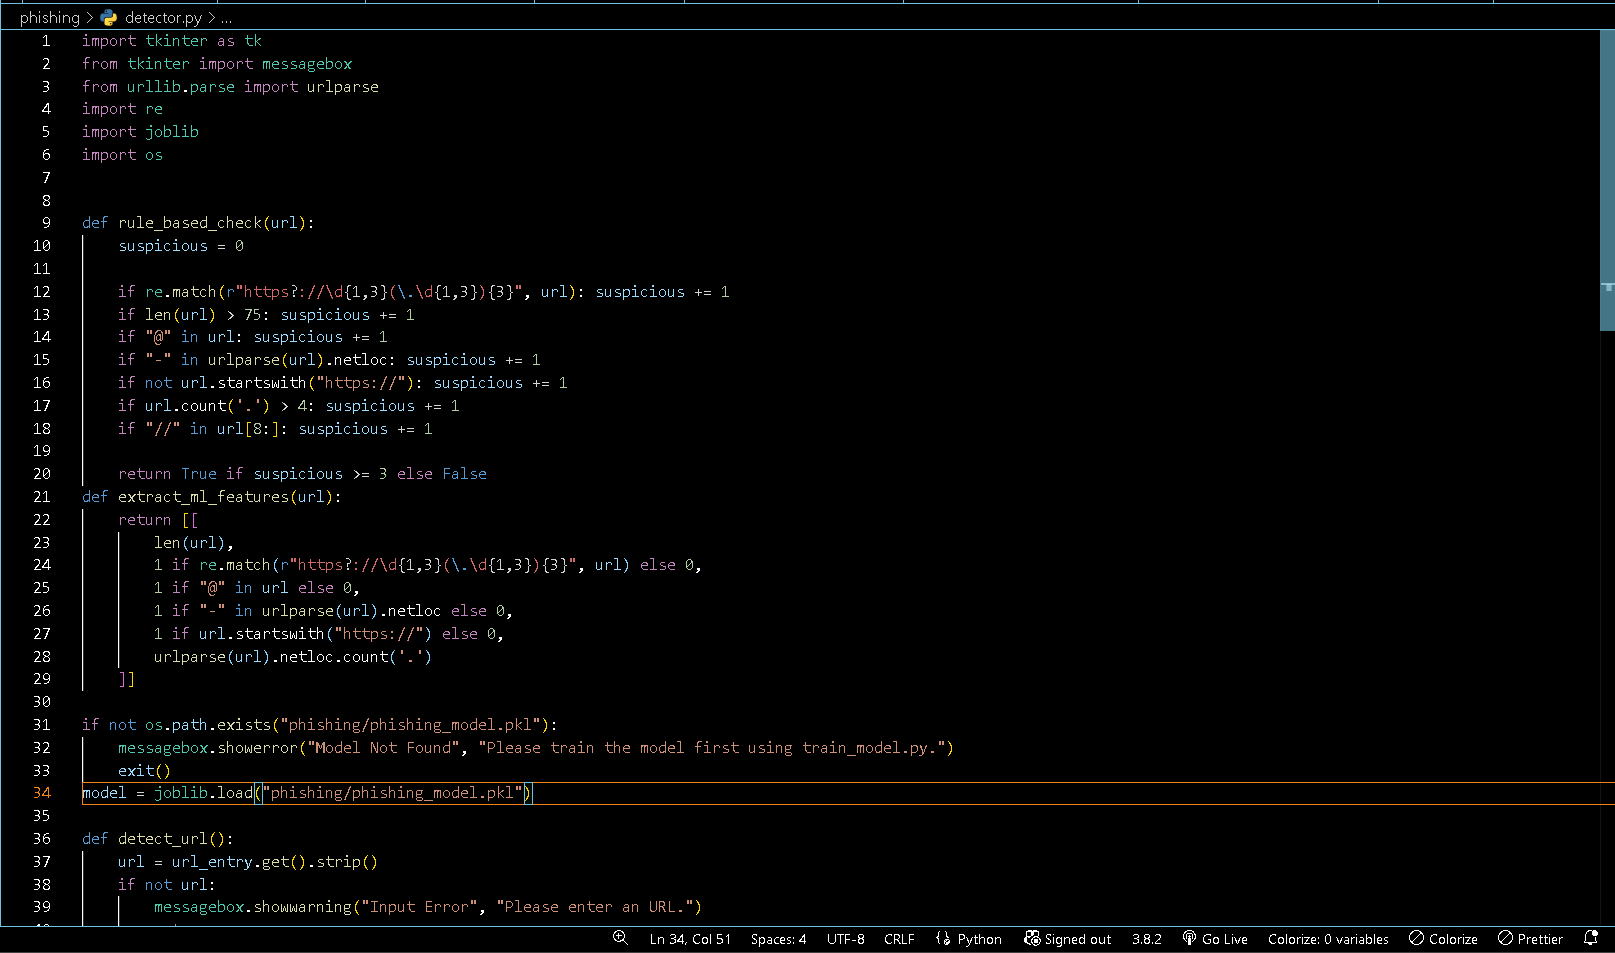 phishing > detector.py > ...
1 import tkinter as tk
2 from tkinter import messagebox
3 from urllib.parse import urlparse
4 import re
5 import joblib
6 import os
7
8
9 def rule_based_check(url):
10     suspicious = 0
11
12     if re.match(r"https?://\d{1,3}(\.\d{1,3}){3}", url): suspicious += 1
13     if len(url) > 75: suspicious += 1
14     if "@" in url: suspicious += 1
15     if "-" in urlparse(url).netloc: suspicious += 1
16     if not url.startswith("https://"): suspicious += 1
17     if url.count('.') > 4: suspicious += 1
18     if "//" in url[8:]: suspicious += 1
19
20     return True if suspicious >= 3 else False
21 def extract_ml_features(url):
22     return [[
23         len(url),
24         1 if re.match(r"https?://\d{1,3}(\.\d{1,3}){3}", url) else 0,
25         1 if "@" in url else 0,
26         1 if "-" in urlparse(url).netloc else 0,
27         1 if url.startswith("https://") else 0,
28         urlparse(url).netloc.count('.')
29     ]]
30
31 if not os.path.exists("phishing/phishing_model.pkl"):
32     messagebox.showerror("Model Not Found", "Please train the model first using train_model.py.")
33     exit()
34 model = joblib.load("phishing/phishing_model.pkl")
35
36 def detect_url():
37     url = url_entry.get().strip()
38     if not url:
39         messagebox.showwarning("Input Error", "Please enter an URL.")
Ln 34, Col 51 Spaces: 4 UTF-8 CRLF Python Signed out 3.8.2 Go Live Colorize: 0 variables Colorize Prettier